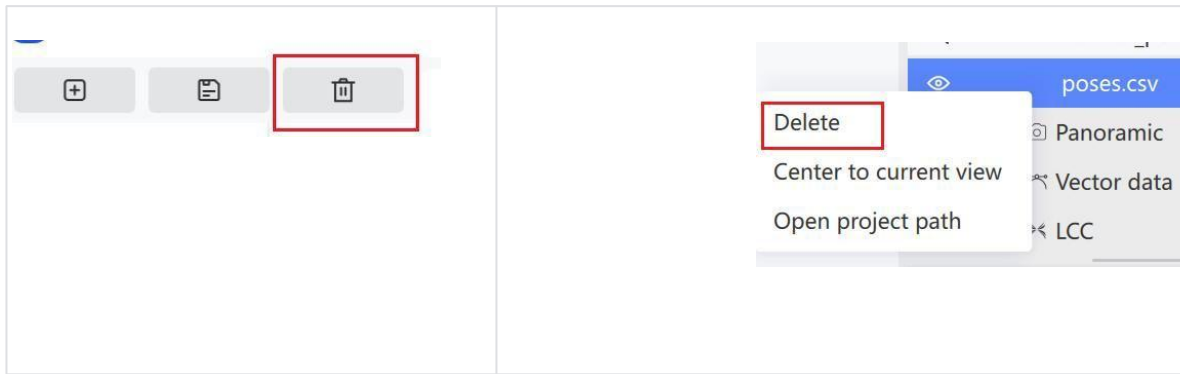 poses.csv
Delete
Panoramic
Center to current view
Vector data
Open project path
LCC